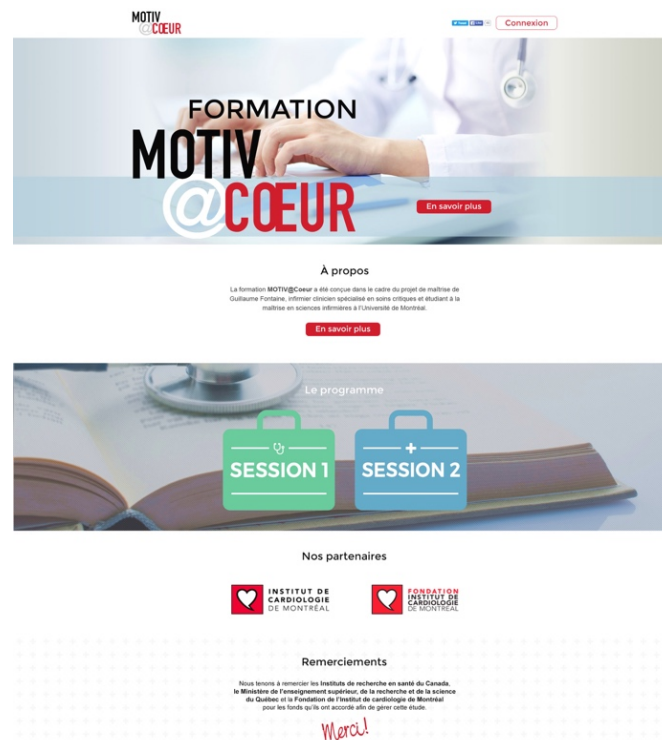 MOTIV
@CŒUR
Connexion
FORMATION
MOTIV
@CŒUR
En savoir plus
À propos
La formation MOTIV@Coeur a été conçue dans le cadre du projet de maîtrise de
Guillaume Fontaine, infirmier clinicien spécialisé en soins critiques et étudiant à la
maîtrise en sciences infirmières à l'Université de Montréal.
En savoir plus
Le programme
SESSION 1
SESSION 2
Nos partenaires
INSTITUT DE
CARDIOLOGIE
DE MONTRÉAL
FONDATION
INSTITUT DE
CARDIOLOGIE
DE MONTRÉAL
Remerciements
Nous tenons à remercier les Instituts de recherche en santé du Canada,
le Ministère de l'enseignement supérieur, de la recherche et de la science
du Québec et la Fondation de l'Institut de cardiologie de Montréal
pour les fonds qu'ils ont accordé afin de gérer cette étude.
Merci!